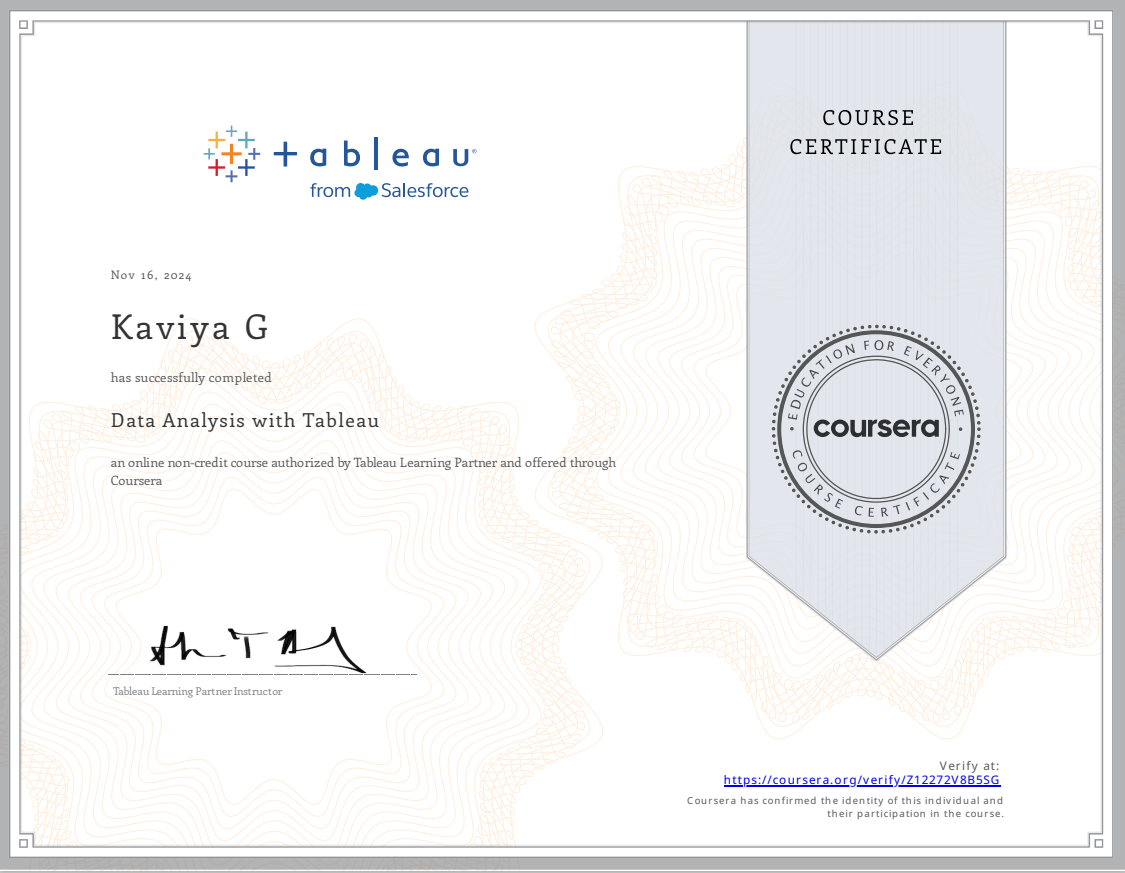 COURSE
CERTIFICATE
+ableau®
from Salesforce
Nov 16, 2024
Kaviya G
has successfully completed
Data Analysis with Tableau
an online non-credit course authorized by Tableau Learning Partner and offered through
Coursera
EDUCATION FOR EVERYONE
coursera
COURSE CERTIFICATE
Tableau Learning Partner Instructor
Verify at:
https://coursera.org/verify/Z12272V8B5SG
Coursera has confirmed the identity of this individual and
their participation in the course.